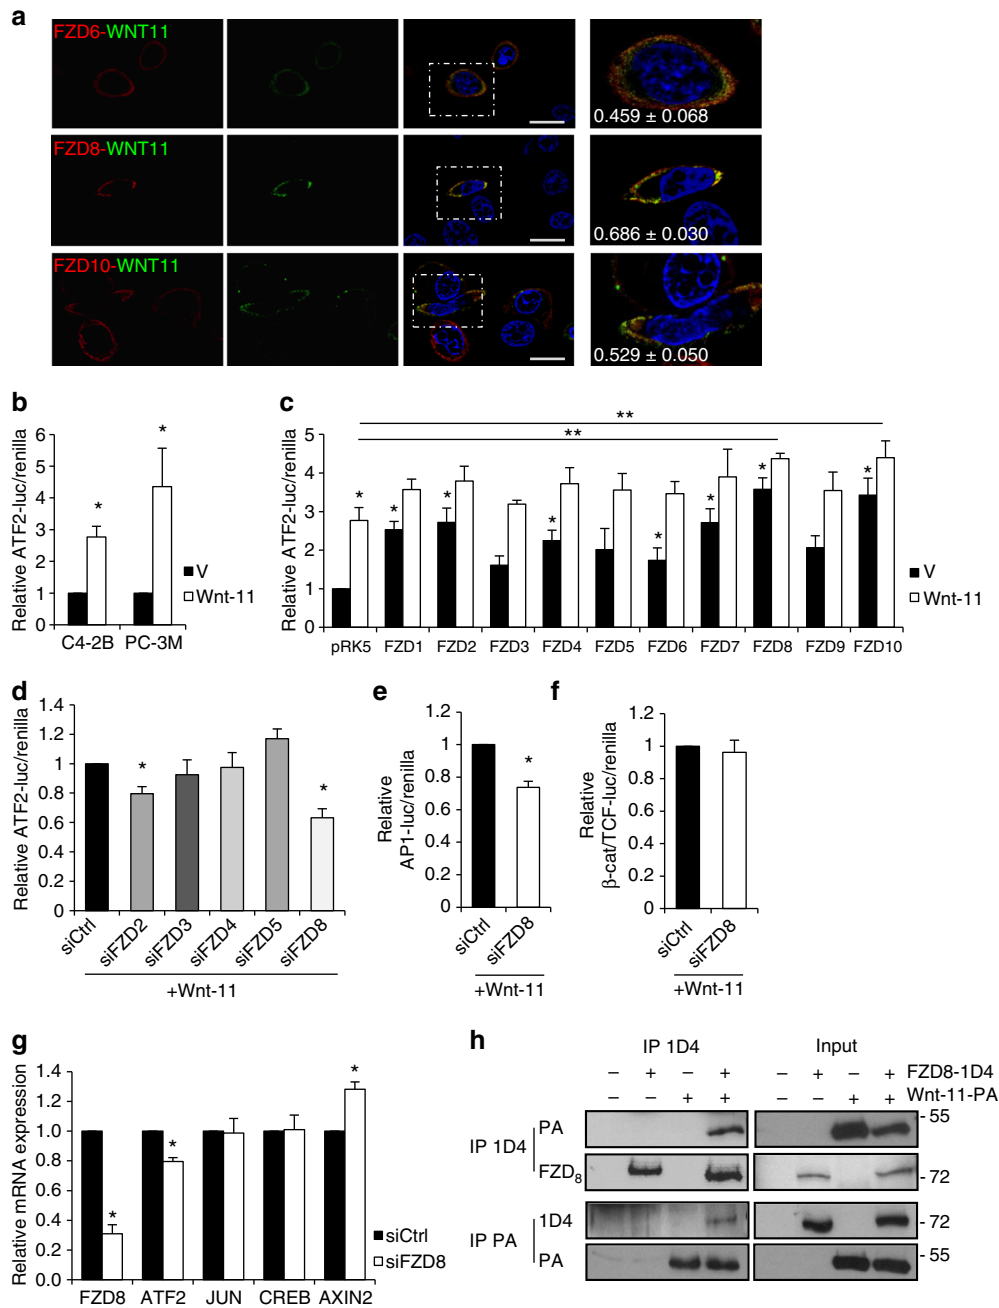 a
FZD6-WNT11
0.459 ± 0.068
FZD8-WNT11
0.686 ± 0.030
FZD10-WNT11
0.529 ± 0.050
b
Relative ATF2-luc/renilla
6
5
4
3
2
1
0
* *
C4-2B PC-3M
V
Wnt-11
c
Relative ATF2-luc/renilla
5
4
3
2
1
0
**
**
* * * * * * * *
pRK5 FZD1 FZD2 FZD3 FZD4 FZD5 FZD6 FZD7 FZD8 FZD9 FZD10
V
Wnt-11
d
Relative ATF2-luc/renilla
1.4
1.2
1
0.8
0.6
0.4
0.2
0
* *
siCtrl siFZD2 siFZD3 siFZD4 siFZD5 siFZD8
+Wnt-11
e
Relative
AP1-luc/renilla
1.2
1
0.8
0.6
0.4
0.2
0
*
siCtrl siFZD8
+Wnt-11
f
Relative
β-cat/TCF-luc/renilla
1.2
1
0.8
0.6
0.4
0.2
0
siCtrl siFZD8
+Wnt-11
g
Relative mRNA expression
1.4
1.2
1.0
0.8
0.6
0.4
0.2
0.0
* * *
FZD8 ATF2 JUN CREB AXIN2
siCtrl
siFZD8
h
IP 1D4 Input
– + – + – + – + FZD8-1D4
– – + + – – + + Wnt-11-PA
IP 1D4
PA
- 55
FZD8
- 72
IP PA
1D4
- 72
PA
- 55